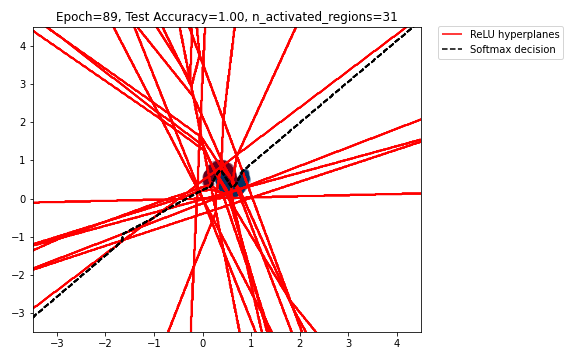 Epoch=89, Test Accuracy=1.00, n_activated_regions=31
ReLU hyperplanes
Softmax decision
4
3
2
1
0
−1
−2
−3
−3 −2 −1 0 1 2 3 4